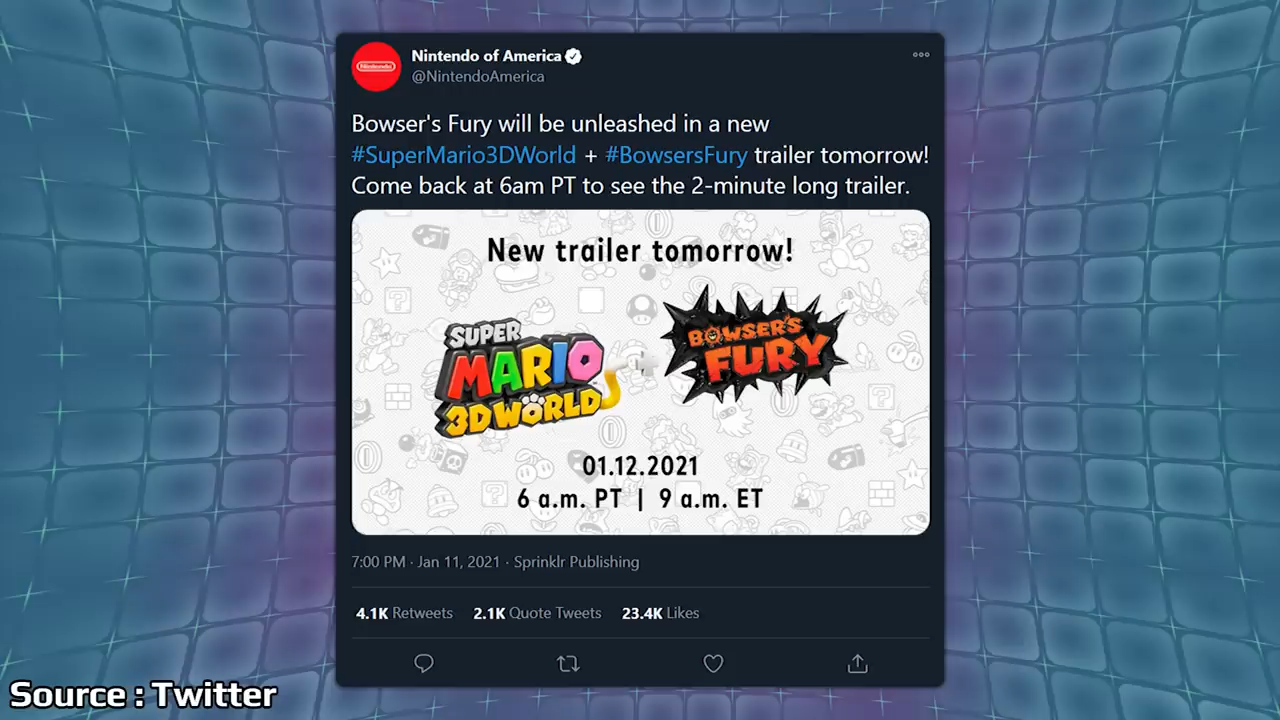 Nintendo
Nintendo of America
@NintendoAmerica
Bowser's Fury will be unleashed in a new
#SuperMario3DWorld + #BowsersFury trailer tomorrow!
Come back at 6am PT to see the 2-minute long trailer.
New trailer tomorrow!
SUPER
MARIO
3D WORLD
+
BOWSER'S
FURY
01.12.2021
6 a.m. PT | 9 a.m. ET
7:00 PM · Jan 11, 2021 · Sprinklr Publishing
4.1K Retweets 2.1K Quote Tweets 23.4K Likes
Source : Twitter